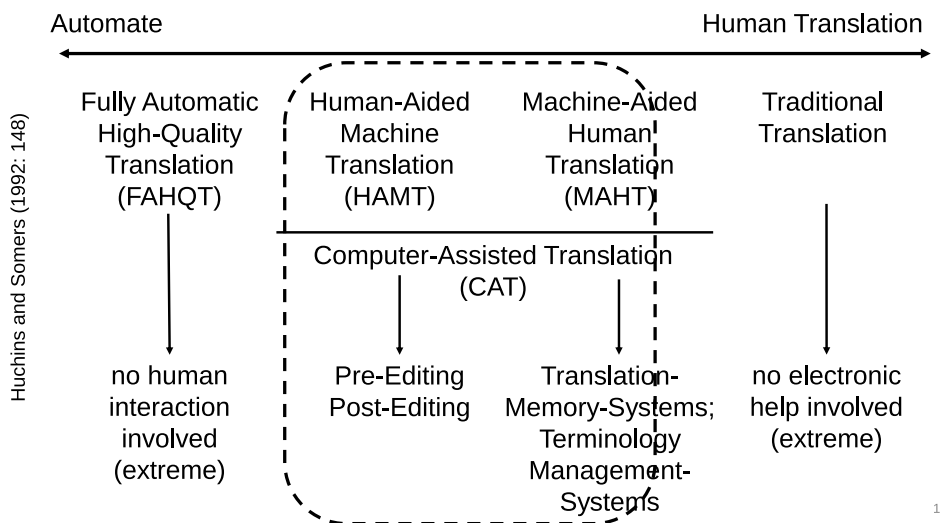 Automate
Human Translation
Huchins and Somers (1992: 148)
Fully Automatic
High-Quality
Translation
(FAHQT)
Human-Aided
Machine
Translation
(HAMT)
Machine-Aided
Human
Translation
(MAHT)
Traditional
Translation
Computer-Assisted Translation
(CAT)
no human
interaction
involved
(extreme)
Pre-Editing
Post-Editing
Translation-
Memory-Systems;
Terminology
Management-
Systems
no electronic
help involved
(extreme)
1